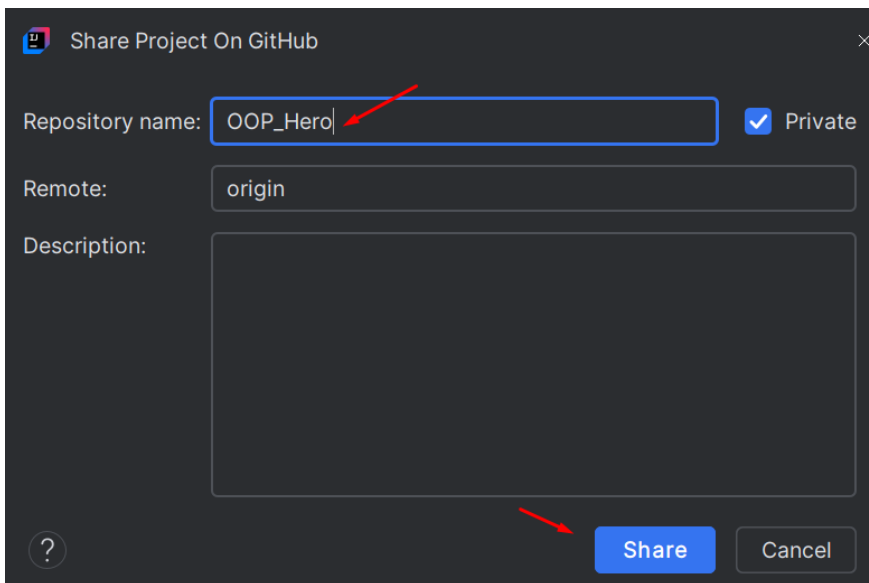 Share Project On GitHub
Repository name: OOP_Hero Private
Remote: origin
Description:
? Share Cancel